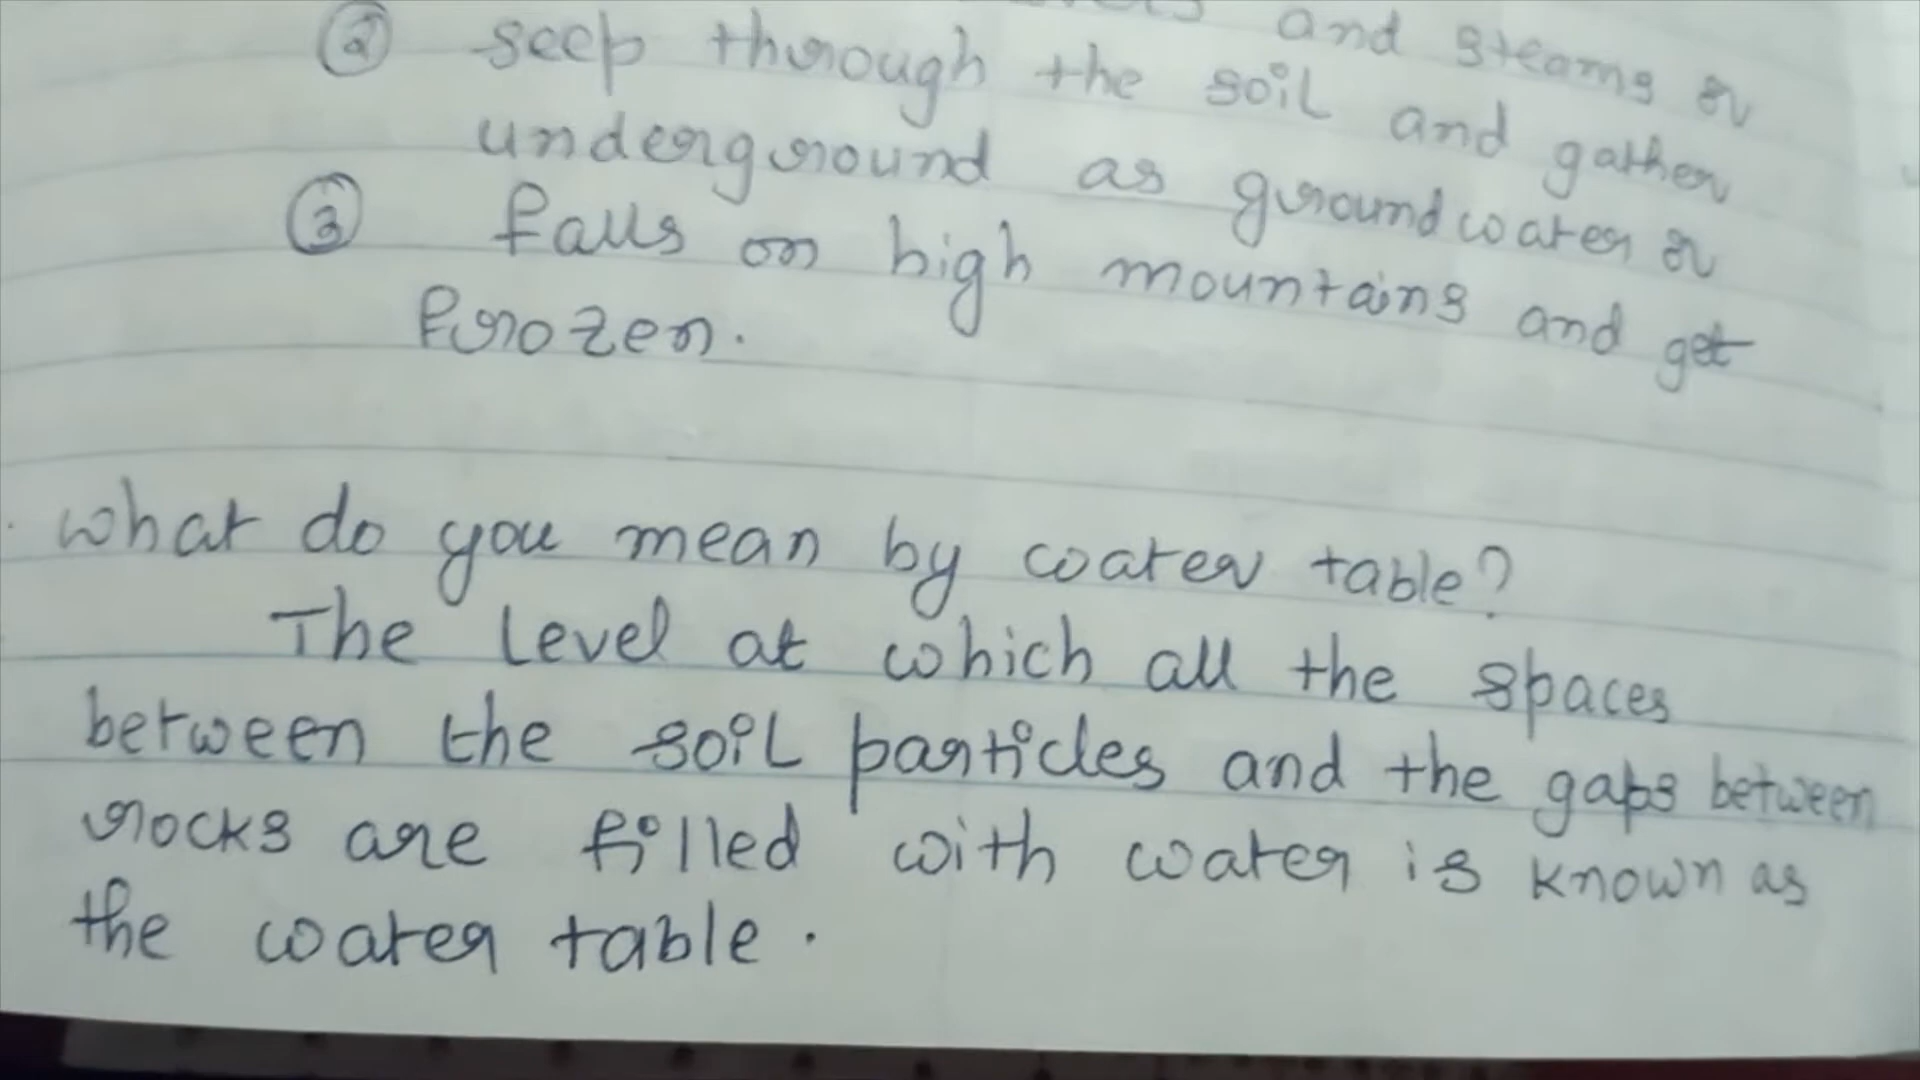 and steams or
② seep through the soil and gather
underground as groundwater or
③ falls on high mountains and get
frozen.
what do you mean by water table?
The level at which all the spaces
between the soil particles and the gaps between
rocks are filled with water is known as
the water table.